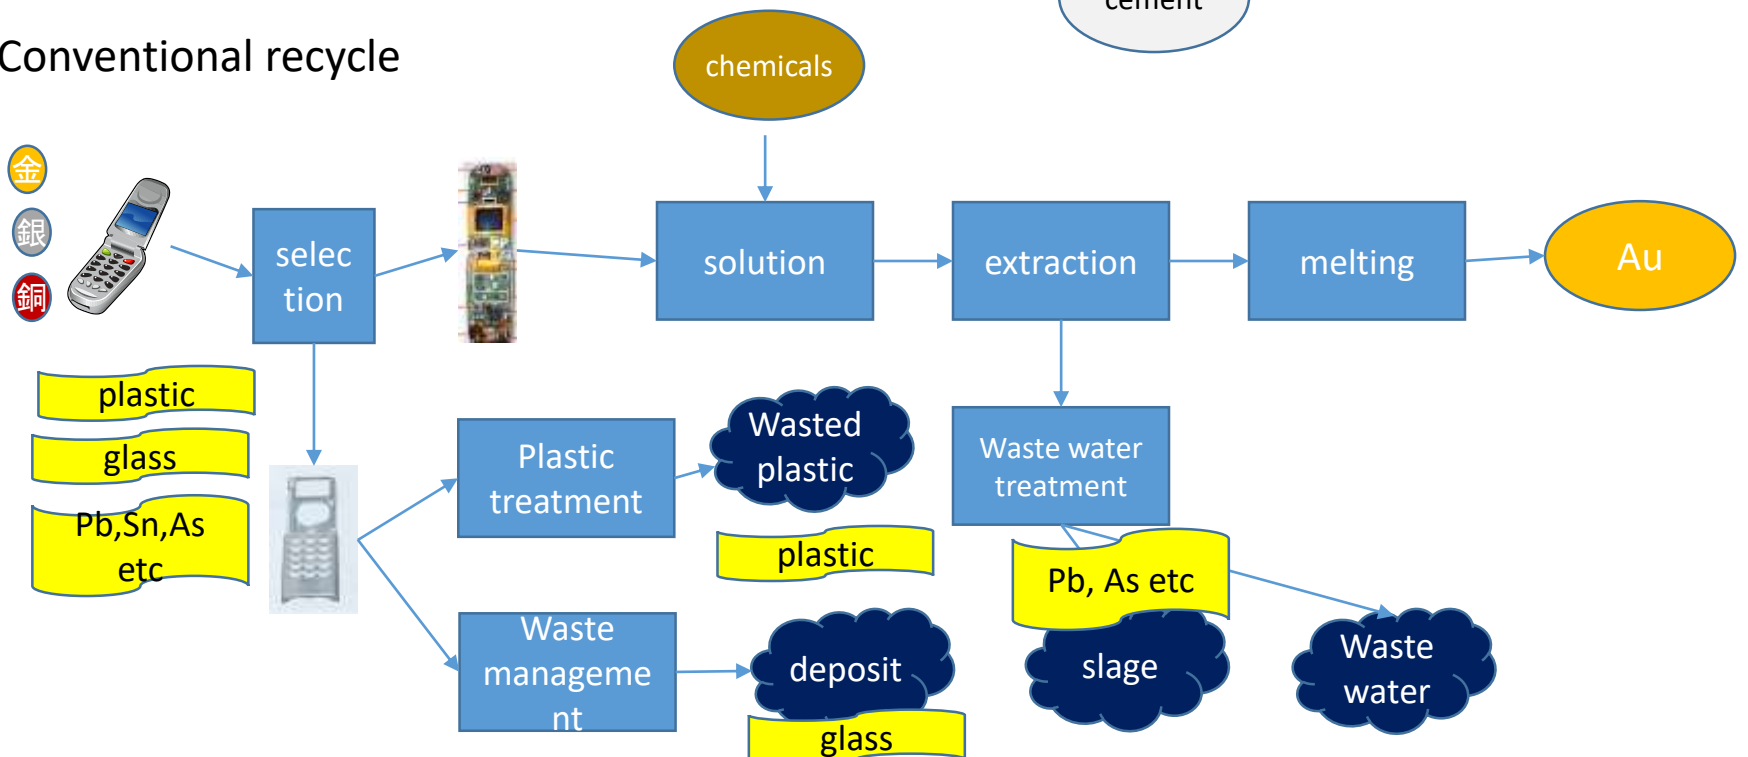 cement
Conventional recycle
chemicals
金
銀
銅
selec
tion
solution
extraction
melting
Au
plastic
glass
Pb,Sn,As
etc
Plastic
treatment
Wasted
plastic
plastic
Waste water
treatment
Pb, As etc
slage
Waste
water
Waste
manageme
nt
deposit
glass